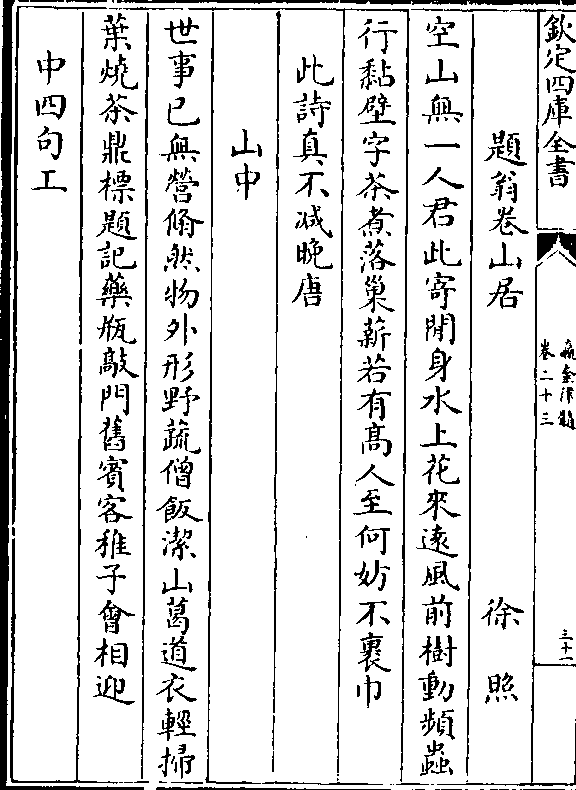 欽定四庫全書
瀛奎律髓
卷二十三
三十一
題翁卷山居 徐照
空山無一人君此寄閒身水上花來逺風前樹動頻蟲
行黏壁字茶煮落巢薪若有髙人至何妨不裹巾
此詩真不减晚唐
山中
世事已無營翛然物外形野蔬僧飯潔山葛道衣輕掃
葉燒茶鼎標題記藥瓶敲門舊賓客稚子會相迎
中四句工